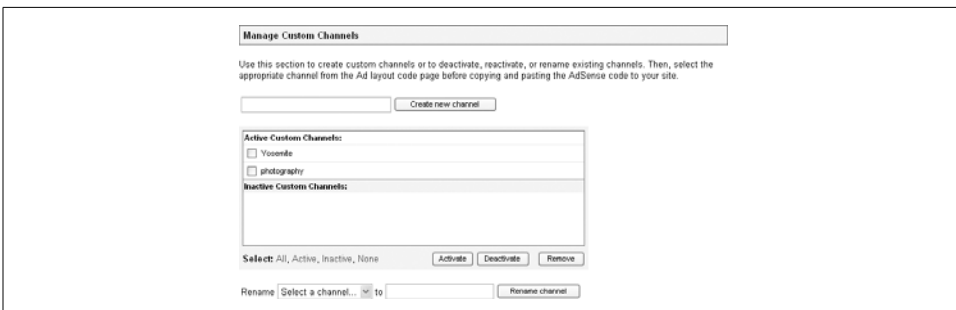 Manage Custom Channels
Use this section to create custom channels or to deactivate, reactivate, or rename existing channels. Then, select the
appropriate channel from the Ad layout code page before copying and pasting the AdSense code to your site.
Create new channel
Active Custom Channels:
Yosemite
photography
Inactive Custom Channels:
Select: All, Active, Inactive, None Activate Deactivate Remove
Rename Select a channel... to Rename channel